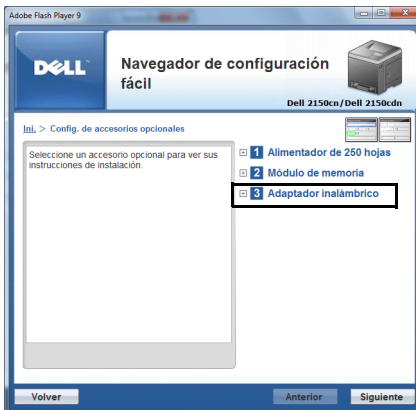 Adobe Flash Player 9
DELL™
Navegador de configuración
fácil
Dell 2150cn/Dell 2150cdn
Ini. > Config. de accesorios opcionales
Seleccione un accesorio opcional para ver sus
instrucciones de instalación.
1 Alimentador de 250 hojas
2 Módulo de memoria
3 Adaptador inalámbrico
Volver
Anterior
Siguiente